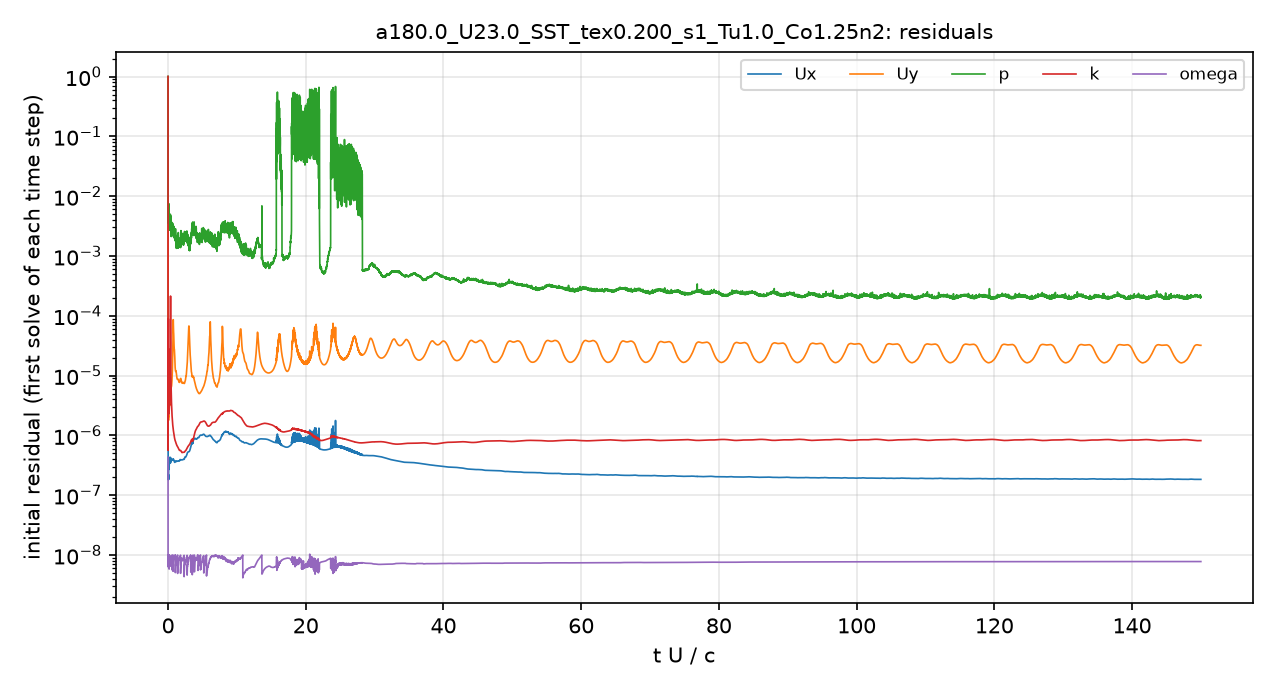 a180.0_U23.0_SST_tex0.200_s1_Tu1.0_Co1.25n2: residuals
Ux Uy p k omega
initial residual (first solve of each time step)
10⁰
10⁻¹
10⁻²
10⁻³
10⁻⁴
10⁻⁵
10⁻⁶
10⁻⁷
10⁻⁸
0 20 40 60 80 100 120 140
t U / c